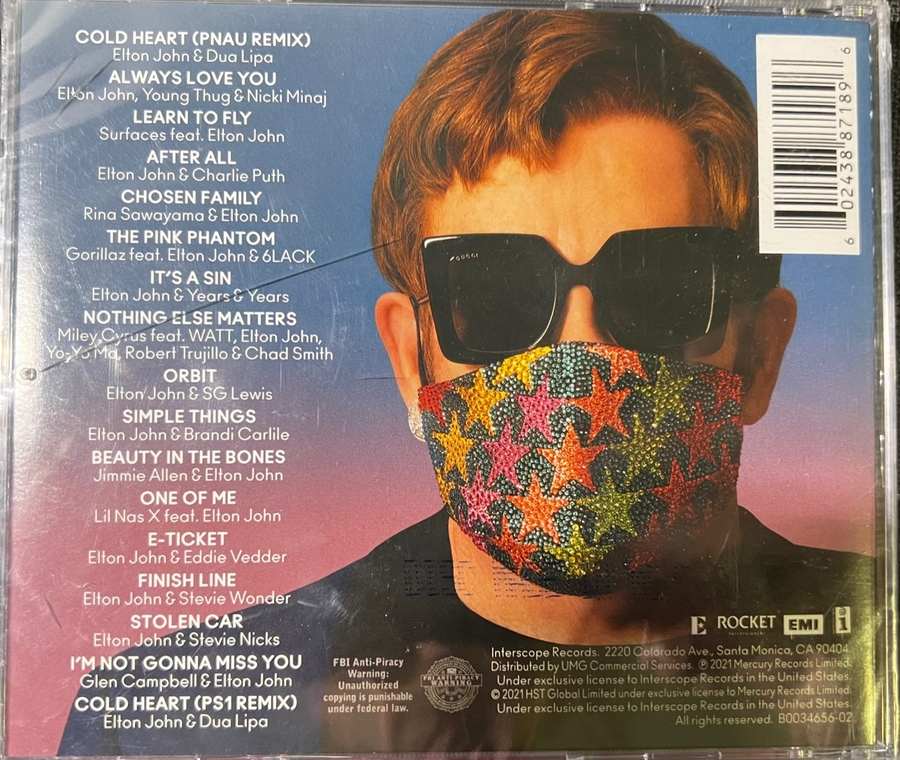 COLD HEART (PNAU REMIX)
Elton John & Dua Lipa
ALWAYS LOVE YOU
Elton John, Young Thug & Nicki Minaj
LEARN TO FLY
Surfaces feat. Elton John
AFTER ALL
Elton John & Charlie Puth
CHOSEN FAMILY
Rina Sawayama & Elton John
THE PINK PHANTOM
Gorillaz feat. Elton John & 6LACK
IT'S A SIN
Elton John & Years & Years
NOTHING ELSE MATTERS
Miley Cyrus feat. WATT, Elton John,
Yo-Yo Ma, Robert Trujillo & Chad Smith
ORBIT
Elton John & SG Lewis
SIMPLE THINGS
Elton John & Brandi Carlile
BEAUTY IN THE BONES
Jimmie Allen & Elton John
ONE OF ME
Lil Nas X feat. Elton John
E-TICKET
Elton John & Eddie Vedder
FINISH LINE
Elton John & Stevie Wonder
STOLEN CAR
Elton John & Stevie Nicks
I'M NOT GONNA MISS YOU
Glen Campbell & Elton John
COLD HEART (PS1 REMIX)
Elton John & Dua Lipa
GUCCI
6 02438 87189 6
E ROCKET EMI i
FBI Anti-Piracy
Warning:
Unauthorized
copying is punishable
under federal law.
FBI ANTI-PIRACY
WARNING
Interscope Records. 2220 Colorado Ave., Santa Monica, CA 90404.
Distributed by UMG Commercial Services. ℗ 2021 Mercury Records Limited.
Under exclusive license to Interscope Records in the United States.
© 2021 HST Global Limited under exclusive license to Mercury Records Limited.
Under exclusive license to Interscope Records in the United States.
All rights reserved. B0034656-02